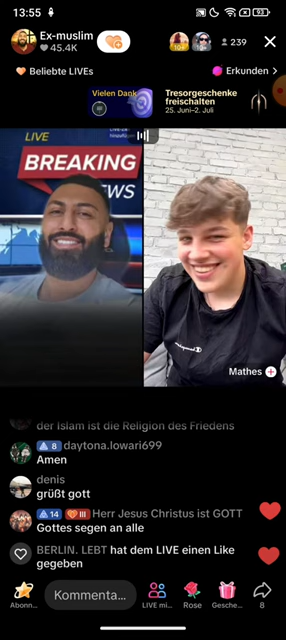 13:55
93
Ex-muslim
45.4K
10+
239
Beliebte LIVEs
Erkunden
Vielen Dank
Tresorgeschenke
freischalten
25. Juni–2. Juli
LIVE
BREAKING
NEWS
Mathes
der Islam ist die Religion des Friedens
8 daytona.lowari699
Amen
denis
grüßt gott
14 III Herr Jesus Christus ist GOTT
Gottes segen an alle
BERLIN. LEBT hat dem LIVE einen Like
gegeben
Kommenta...
Abonn...
LIVE mi...
Rose
Gesche...
8